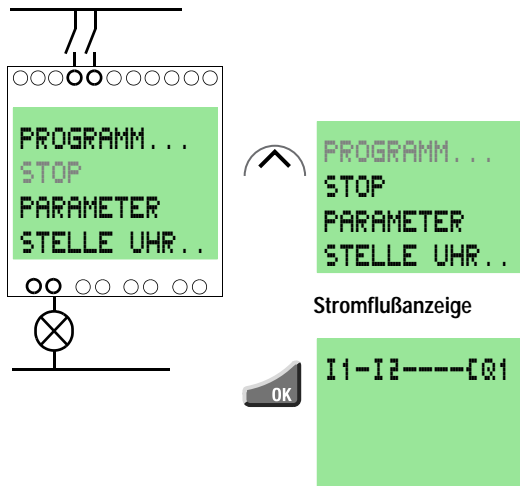 PROGRAMM...
STOP
PARAMETER
STELLE UHR..
PROGRAMM...
STOP
PARAMETER
STELLE UHR..
Stromflußanzeige
OK
I1-I2----[Q1